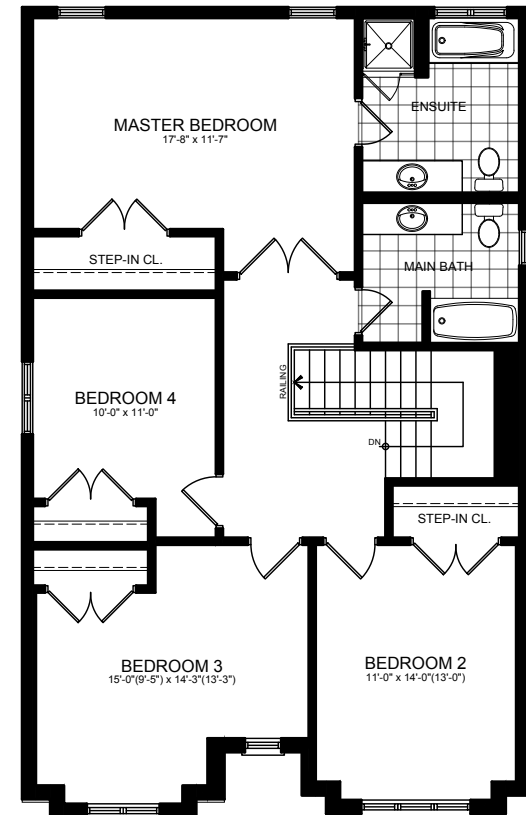 ENSUITE
MASTER BEDROOM
17'-8" x 11'-7"
STEP-IN CL.
MAIN BATH
RAILING
BEDROOM 4
10'-0" x 11'-0"
DN
STEP-IN CL.
BEDROOM 3
15'-0"(9'-5") x 14'-3"(13'-3")
BEDROOM 2
11'-0" x 14'-0"(13'-0")